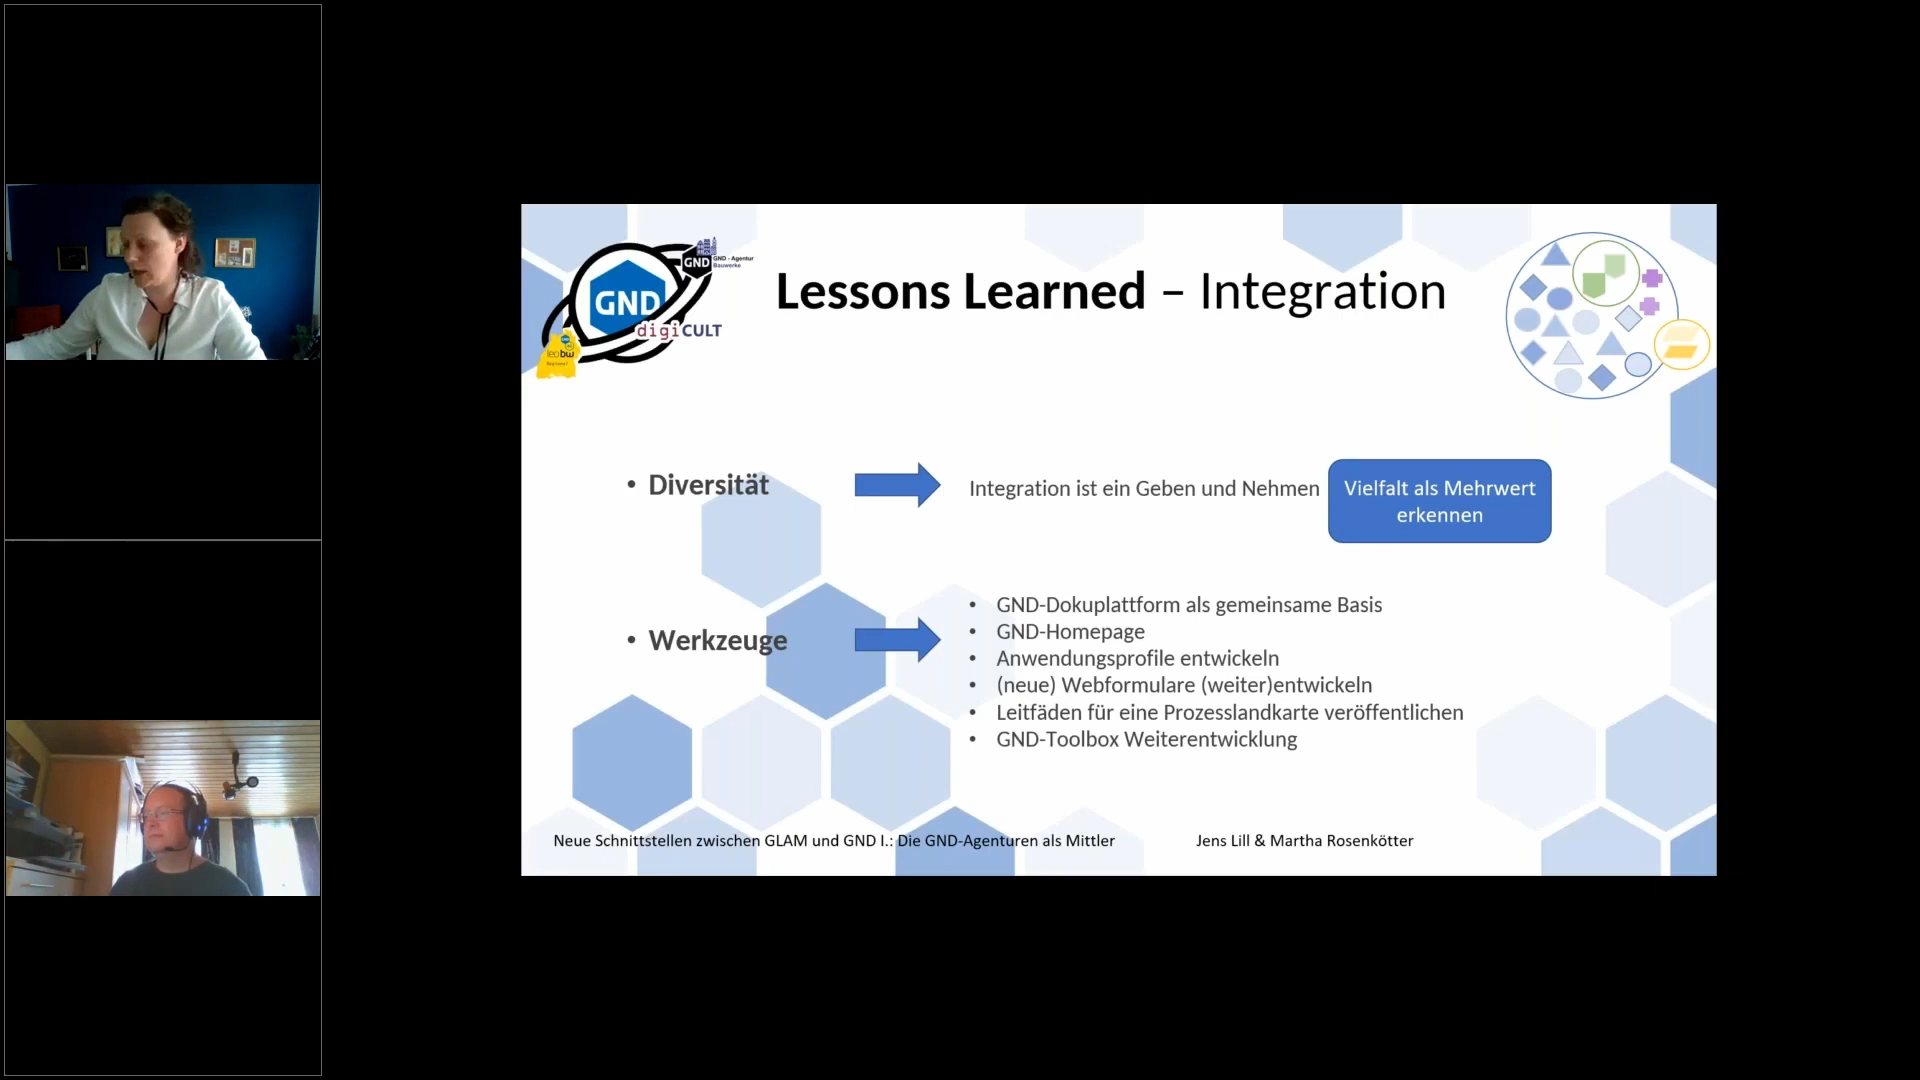 GND
GND - Agentur
Bauwerke
GND
digiCULT
leobw
Lessons Learned – Integration
• Diversität
Integration ist ein Geben und Nehmen
Vielfalt als Mehrwert
erkennen
• Werkzeuge
• GND-Dokuplattform als gemeinsame Basis
• GND-Homepage
• Anwendungsprofile entwickeln
• (neue) Webformulare (weiter)entwickeln
• Leitfäden für eine Prozesslandkarte veröffentlichen
• GND-Toolbox Weiterentwicklung
Neue Schnittstellen zwischen GLAM und GND I.: Die GND-Agenturen als Mittler
Jens Lill & Martha Rosenkötter